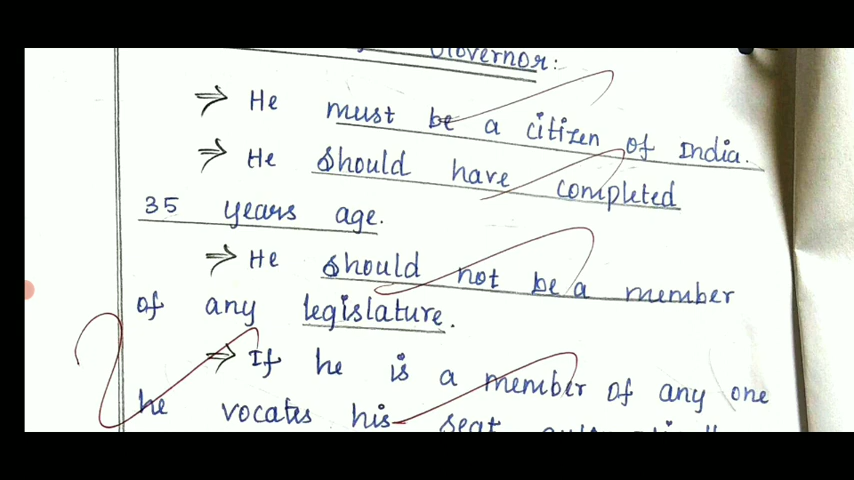 Governor:
⇒ He must be a citizen of India.
⇒ He should have completed
35 years age.
⇒ He should not be a member
of any legislature.
⇒ If he is a member of any one
he vocates his seat